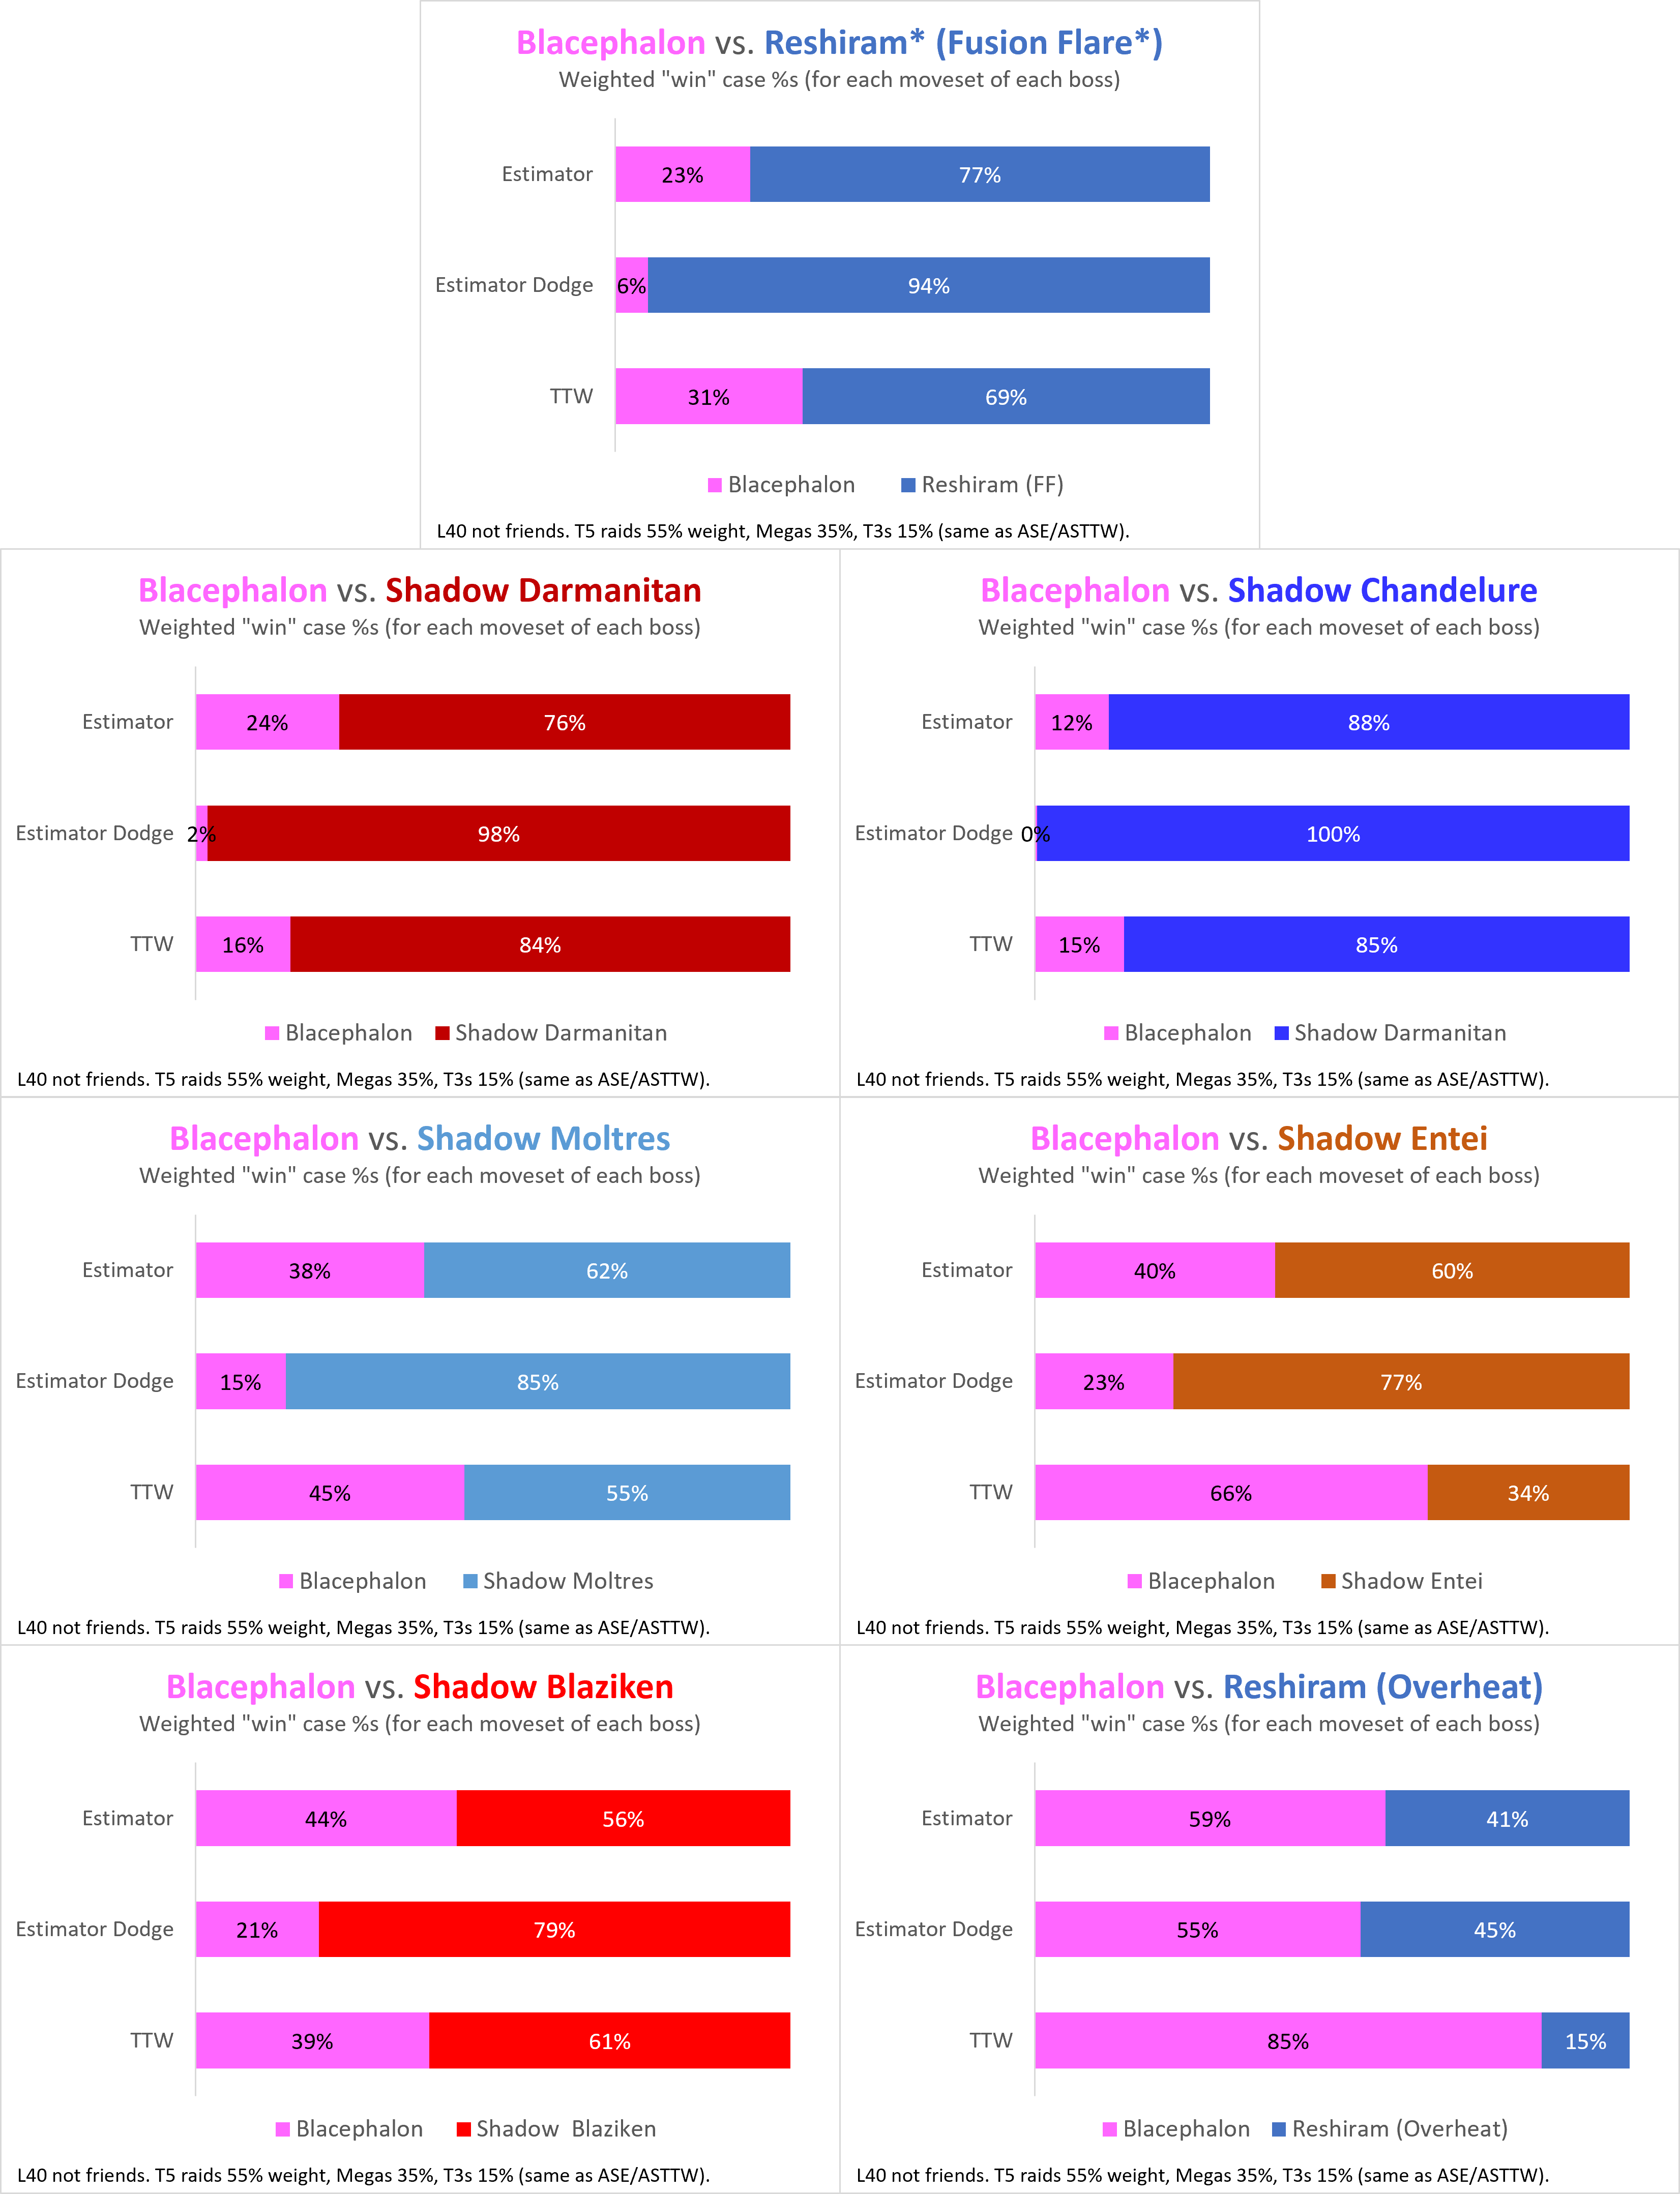 Blacephalon vs. Reshiram* (Fusion Flare*)
Weighted "win" case %s (for each moveset of each boss)
Estimator 23% 77%
Estimator Dodge 6% 94%
TTW 31% 69%
Blacephalon Reshiram (FF)
L40 not friends. T5 raids 55% weight, Megas 35%, T3s 15% (same as ASE/ASTTW).
Blacephalon vs. Shadow Darmanitan
Weighted "win" case %s (for each moveset of each boss)
Estimator 24% 76%
Estimator Dodge 2% 98%
TTW 16% 84%
Blacephalon Shadow Darmanitan
L40 not friends. T5 raids 55% weight, Megas 35%, T3s 15% (same as ASE/ASTTW).
Blacephalon vs. Shadow Chandelure
Weighted "win" case %s (for each moveset of each boss)
Estimator 12% 88%
Estimator Dodge 0% 100%
TTW 15% 85%
Blacephalon Shadow Darmanitan
L40 not friends. T5 raids 55% weight, Megas 35%, T3s 15% (same as ASE/ASTTW).
Blacephalon vs. Shadow Moltres
Weighted "win" case %s (for each moveset of each boss)
Estimator 38% 62%
Estimator Dodge 15% 85%
TTW 45% 55%
Blacephalon Shadow Moltres
L40 not friends. T5 raids 55% weight, Megas 35%, T3s 15% (same as ASE/ASTTW).
Blacephalon vs. Shadow Entei
Weighted "win" case %s (for each moveset of each boss)
Estimator 40% 60%
Estimator Dodge 23% 77%
TTW 66% 34%
Blacephalon Shadow Entei
L40 not friends. T5 raids 55% weight, Megas 35%, T3s 15% (same as ASE/ASTTW).
Blacephalon vs. Shadow Blaziken
Weighted "win" case %s (for each moveset of each boss)
Estimator 44% 56%
Estimator Dodge 21% 79%
TTW 39% 61%
Blacephalon Shadow Blaziken
L40 not friends. T5 raids 55% weight, Megas 35%, T3s 15% (same as ASE/ASTTW).
Blacephalon vs. Reshiram (Overheat)
Weighted "win" case %s (for each moveset of each boss)
Estimator 59% 41%
Estimator Dodge 55% 45%
TTW 85% 15%
Blacephalon Reshiram (Overheat)
L40 not friends. T5 raids 55% weight, Megas 35%, T3s 15% (same as ASE/ASTTW).